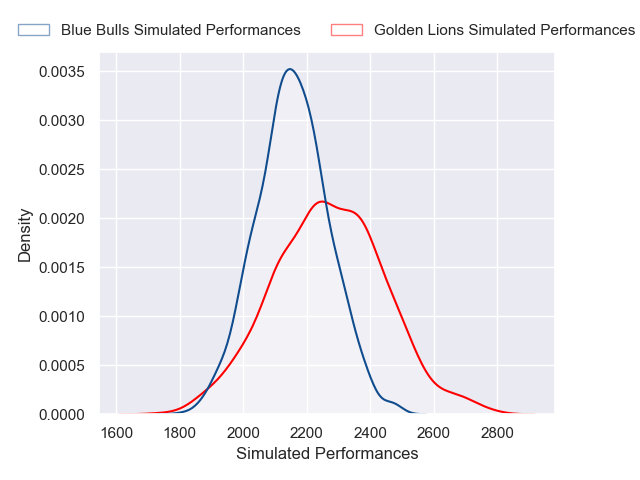 Blue Bulls Simulated Performances Golden Lions Simulated Performances
0.0035
0.0030
0.0025
0.0020
0.0015
0.0010
0.0005
0.0000
Density
1600 1800 2000 2200 2400 2600 2800
Simulated Performances